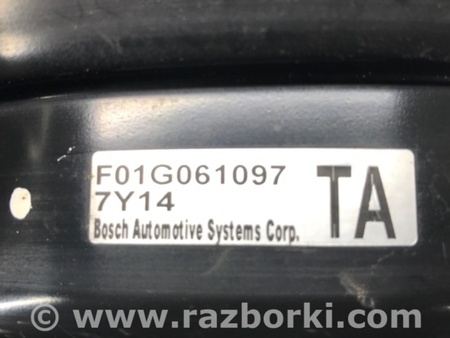 F01G061097
7Y14
TA
Bosch Automotive Systems Corp.
© www.razborki.com